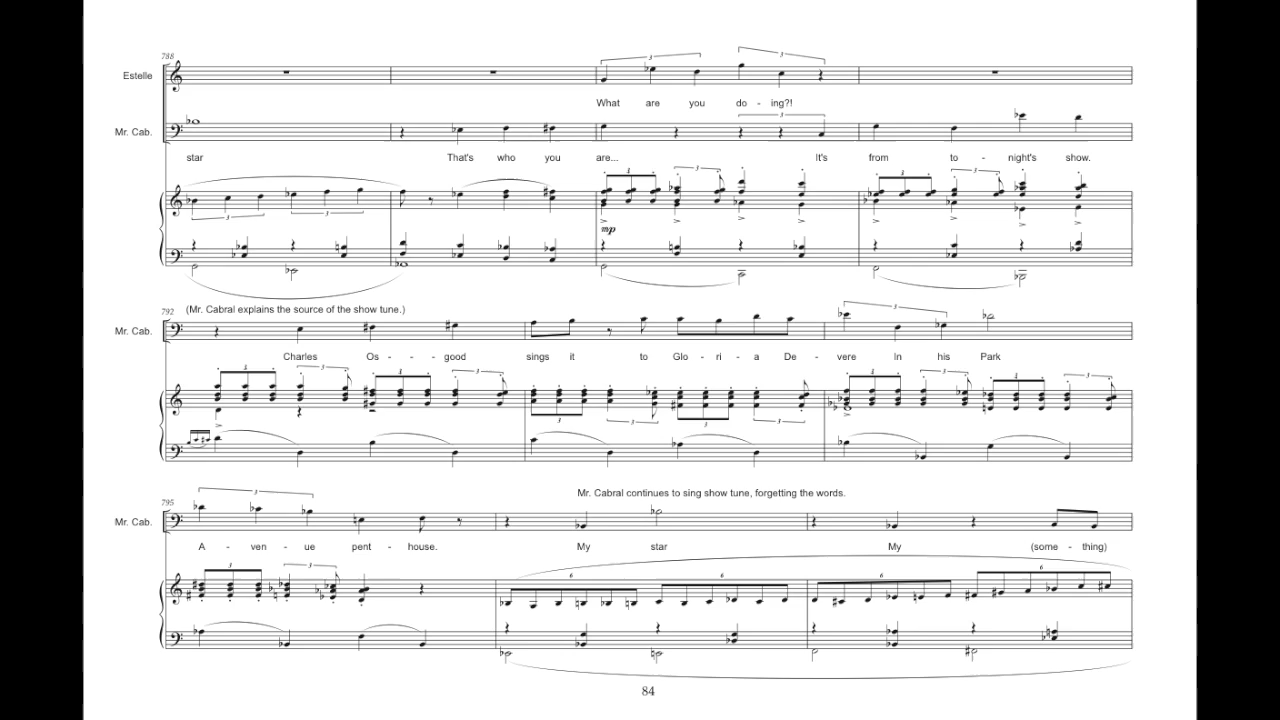 788
Estelle
What are you do - ing?!
Mr. Cab.
star That's who you are... It's from to - night's show.
mp
792
(Mr. Cabral explains the source of the show tune.)
Mr. Cab.
Charles Os - - - good sings it to Glo - ri - a De - vere In his Park
795
Mr. Cabral continues to sing show tune, forgetting the words.
Mr. Cab.
A - ven - ue pent - house. My star My (some - thing)
84